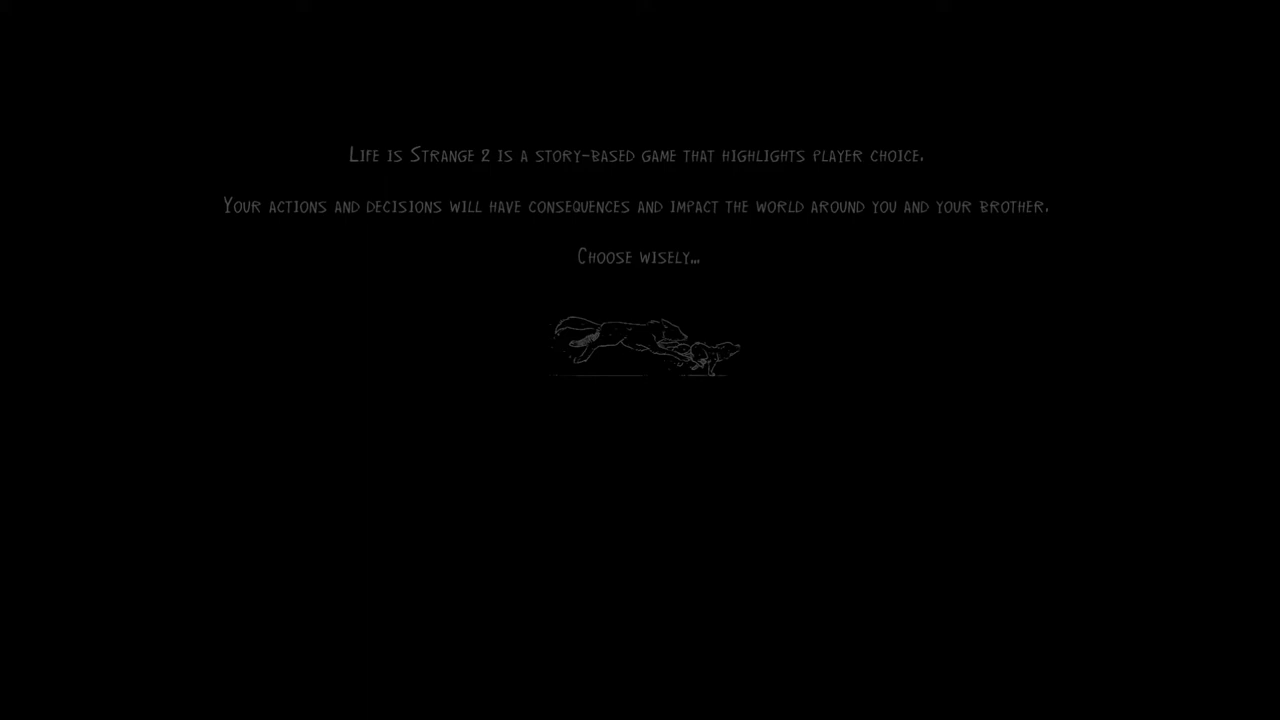 Life is Strange 2 is a story-based game that highlights player choice.
Your actions and decisions will have consequences and impact the world around you and your brother.
Choose wisely...